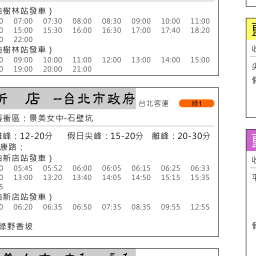 樹林站發車）
07:00 07:30 08:00 08:30 09:00 10:00 11:00
15:00 15:30 16:00 16:30 17:00 17:40 18:20
22:00
樹林站發車）
09:00 10:00 11:00 12:00 13:00 14:00 15:00
19:00 20:00 21:00
店 —台北市政府 台北客運 綠1
衝區：景美女中-石壁坑
峰：12-20分 假日尖峰：15-20分 離峰：20-30分
康路：
新店站發車）
05:45 05:52 06:00 06:05 06:15 06:25 06:33
13:00 13:20 13:40 14:05 14:50 15:15 15:35
新店站發車）
06:20 06:35 06:50 07:35 08:35 09:55 12:55
綠野香坡